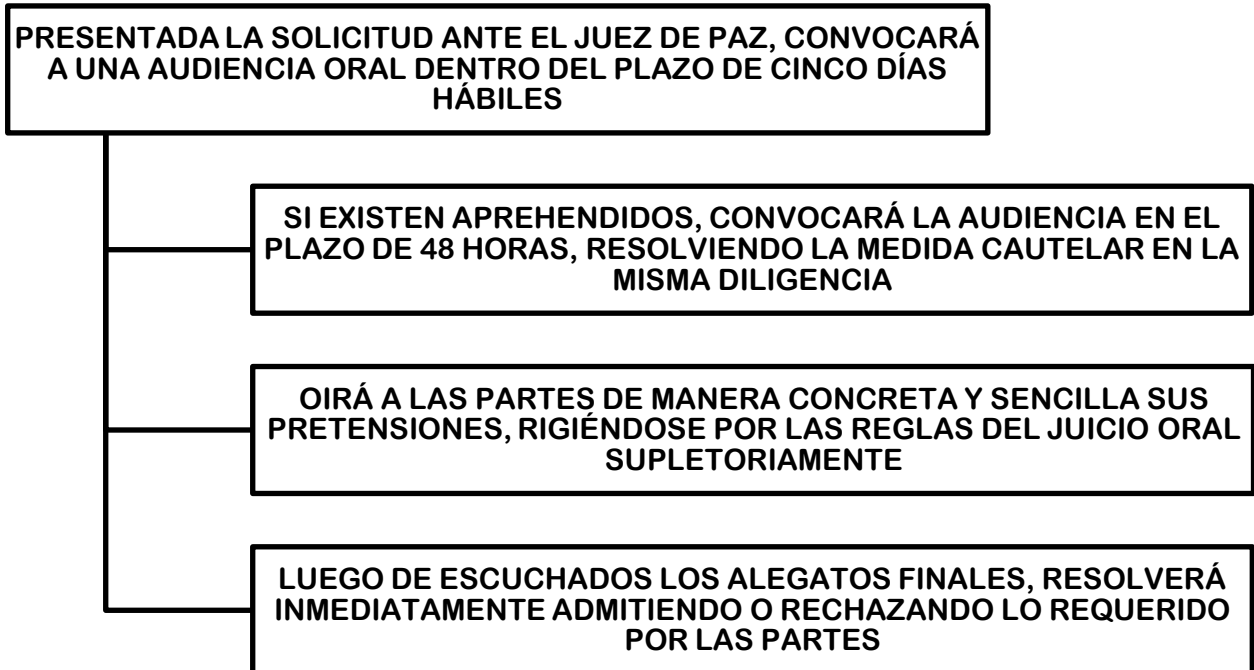 PRESENTADA LA SOLICITUD ANTE EL JUEZ DE PAZ, CONVOCARÁ
A UNA AUDIENCIA ORAL DENTRO DEL PLAZO DE CINCO DÍAS
HÁBILES
SI EXISTEN APREHENDIDOS, CONVOCARÁ LA AUDIENCIA EN EL
PLAZO DE 48 HORAS, RESOLVIENDO LA MEDIDA CAUTELAR EN LA
MISMA DILIGENCIA
OIRÁ A LAS PARTES DE MANERA CONCRETA Y SENCILLA SUS
PRETENSIONES, RIGIÉNDOSE POR LAS REGLAS DEL JUICIO ORAL
SUPLETORIAMENTE
LUEGO DE ESCUCHADOS LOS ALEGATOS FINALES, RESOLVERÁ
INMEDIATAMENTE ADMITIENDO O RECHAZANDO LO REQUERIDO
POR LAS PARTES